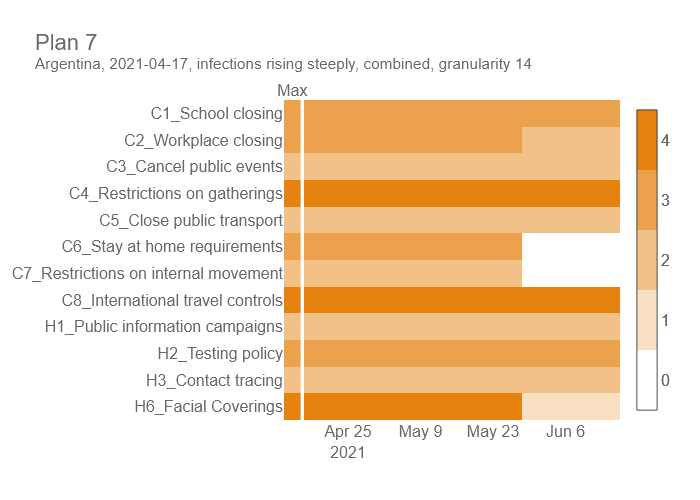 Plan 7
Argentina, 2021-04-17, infections rising steeply, combined, granularity 14
Max
C1_School closing
C2_Workplace closing
C3_Cancel public events
C4_Restrictions on gatherings
C5_Close public transport
C6_Stay at home requirements
C7_Restrictions on internal movement
C8_International travel controls
H1_Public information campaigns
H2_Testing policy
H3_Contact tracing
H6_Facial Coverings
4
3
2
1
0
Apr 25 May 9 May 23 Jun 6
2021